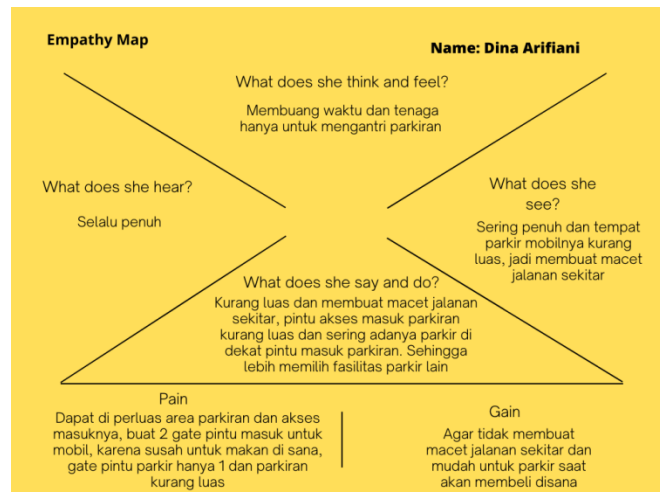 Empathy Map
Name: Dina Arifiani
What does she think and feel?
Membuang waktu dan tenaga
hanya untuk mengantri parkiran
What does she hear?
Selalu penuh
What does she
see?
Sering penuh dan tempat
parkir mobilnya kurang
luas, jadi membuat macet
jalanan sekitar
What does she say and do?
Kurang luas dan membuat macet jalanan
sekitar, pintu akses masuk parkiran
kurang luas dan sering adanya parkir di
dekat pintu masuk parkiran. Sehingga
lebih memilih fasilitas parkir lain
Pain
Dapat di perluas area parkiran dan akses
masuknya, buat 2 gate pintu masuk untuk
mobil, karena susah untuk makan di sana,
gate pintu parkir hanya 1 dan parkiran
kurang luas
Gain
Agar tidak membuat
macet jalanan sekitar dan
mudah untuk parkir saat
akan membeli disana